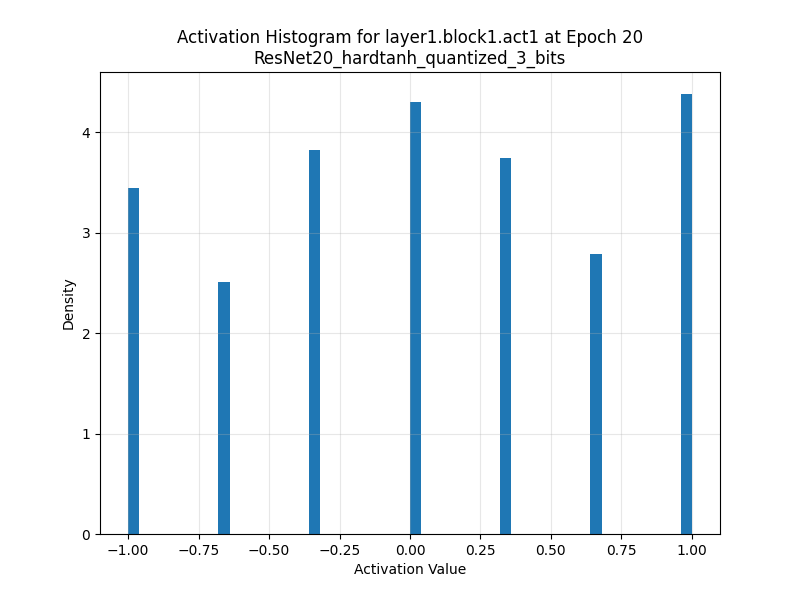 Activation Histogram for layer1.block1.act1 at Epoch 20
ResNet20_hardtanh_quantized_3_bits
Density
4
3
2
1
0
−1.00 −0.75 −0.50 −0.25 0.00 0.25 0.50 0.75 1.00
Activation Value